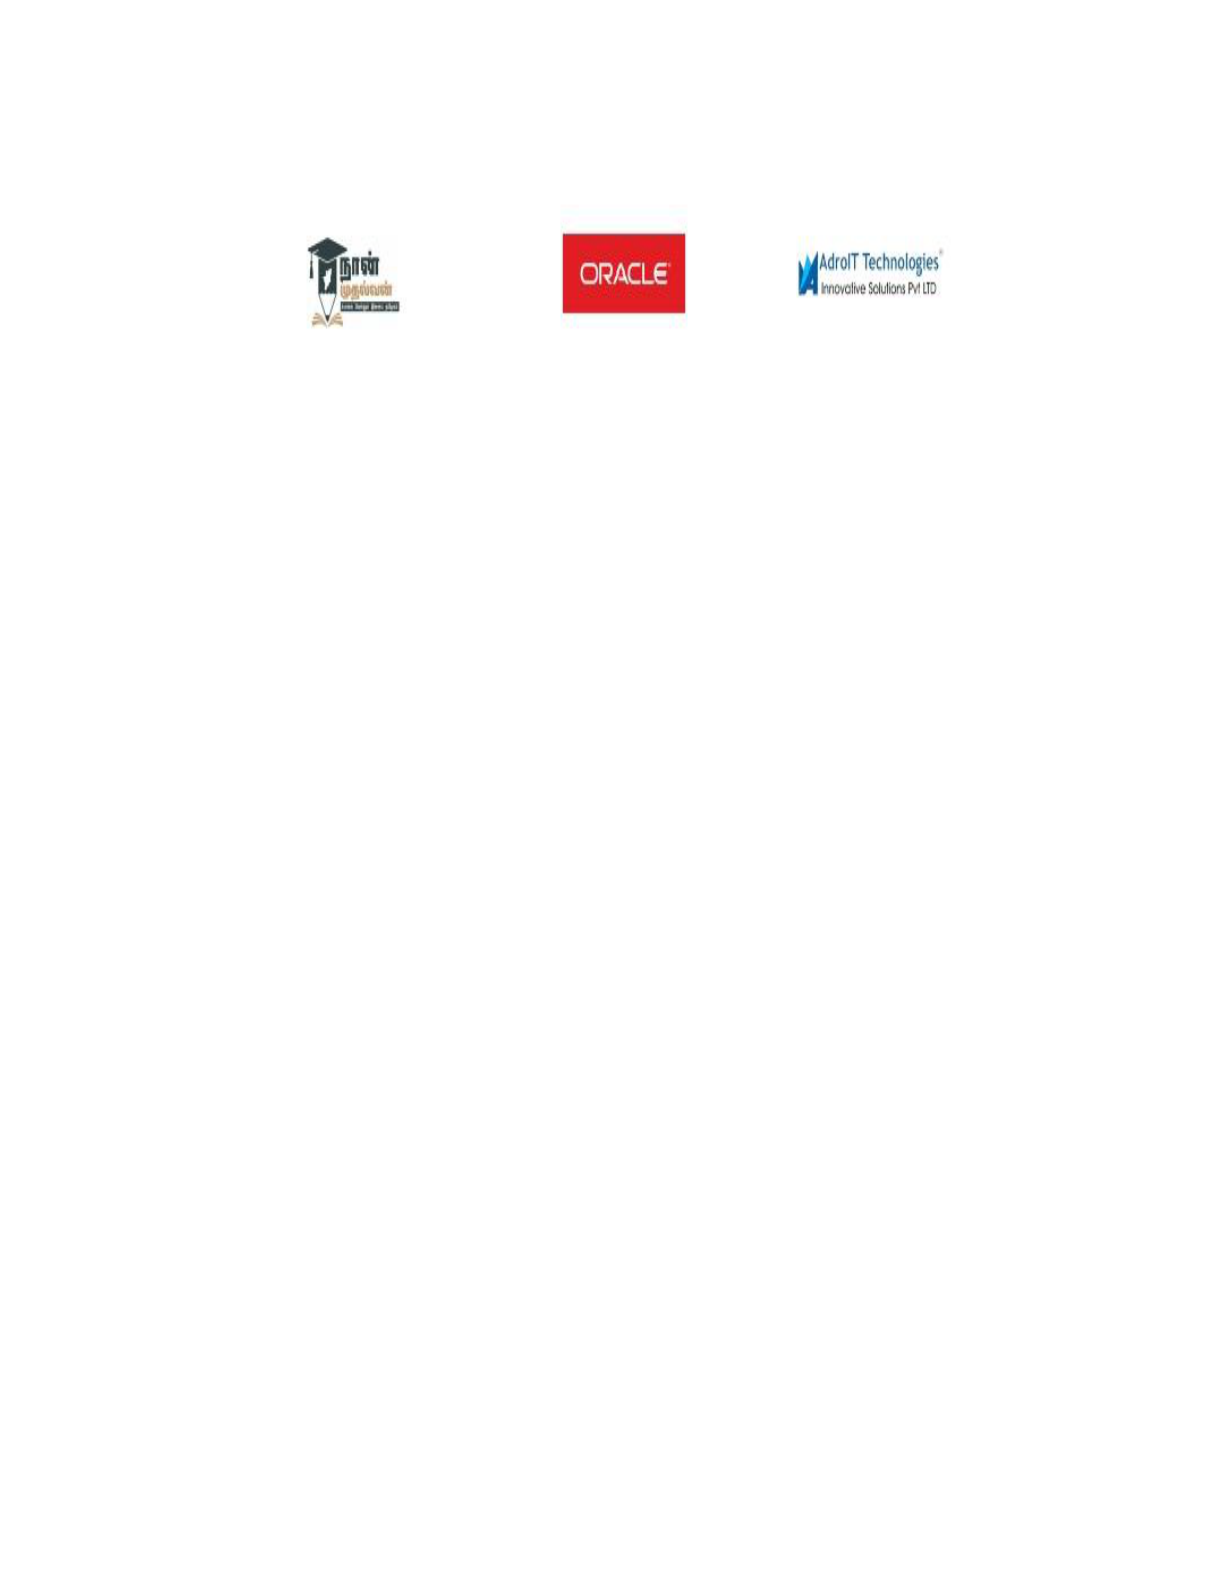 நான்
முதல்வன்
ORACLE
AdroIT Technologies®
Innovative Solutions Pvt LTD